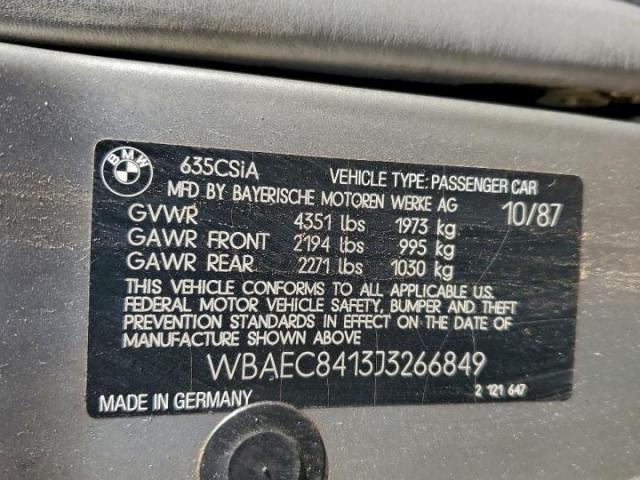 BMW
635CSiA VEHICLE TYPE: PASSENGER CAR
MFD BY BAYERISCHE MOTOREN WERKE AG 10/87
GVWR 4351 lbs 1973 kg
GAWR FRONT 2194 lbs 995 kg
GAWR REAR 2271 lbs 1030 kg
THIS VEHICLE CONFORMS TO ALL APPLICABLE U.S.
FEDERAL MOTOR VEHICLE SAFETY, BUMPER AND THEFT
PREVENTION STANDARDS IN EFFECT ON THE DATE OF
MANUFACTURE SHOWN ABOVE
WBAEC8413J3266849
MADE IN GERMANY 2 121 647